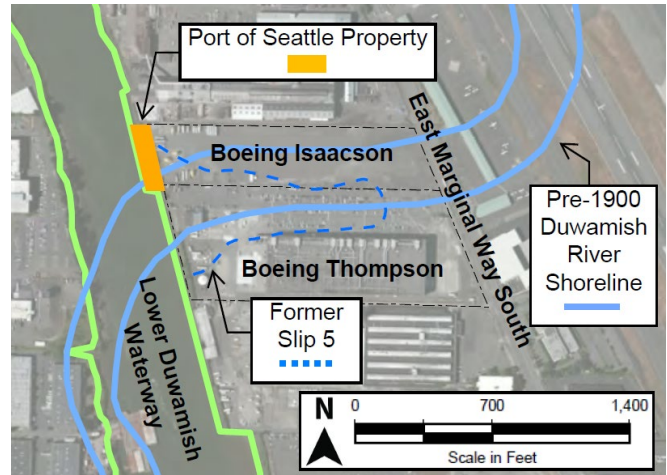 Port of Seattle
Property
East Marginal Way South
Boeing Isaacson
Pre-1900
Duwamish
River
Shoreline
Boeing Thompson
Former
Slip 5
Lower Duwamish
Waterway
N
0 700 1,400
Scale in Feet